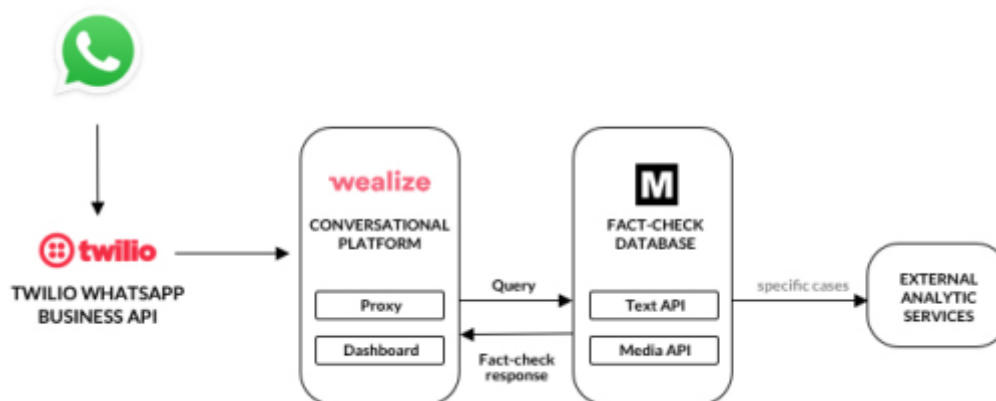 twilio
TWILIO WHATSAPP
BUSINESS API
wealize
CONVERSATIONAL
PLATFORM
Proxy
Dashboard
Query
Fact-check
response
M
FACT-CHECK
DATABASE
Text API
Media API
specific cases
EXTERNAL
ANALYTIC
SERVICES